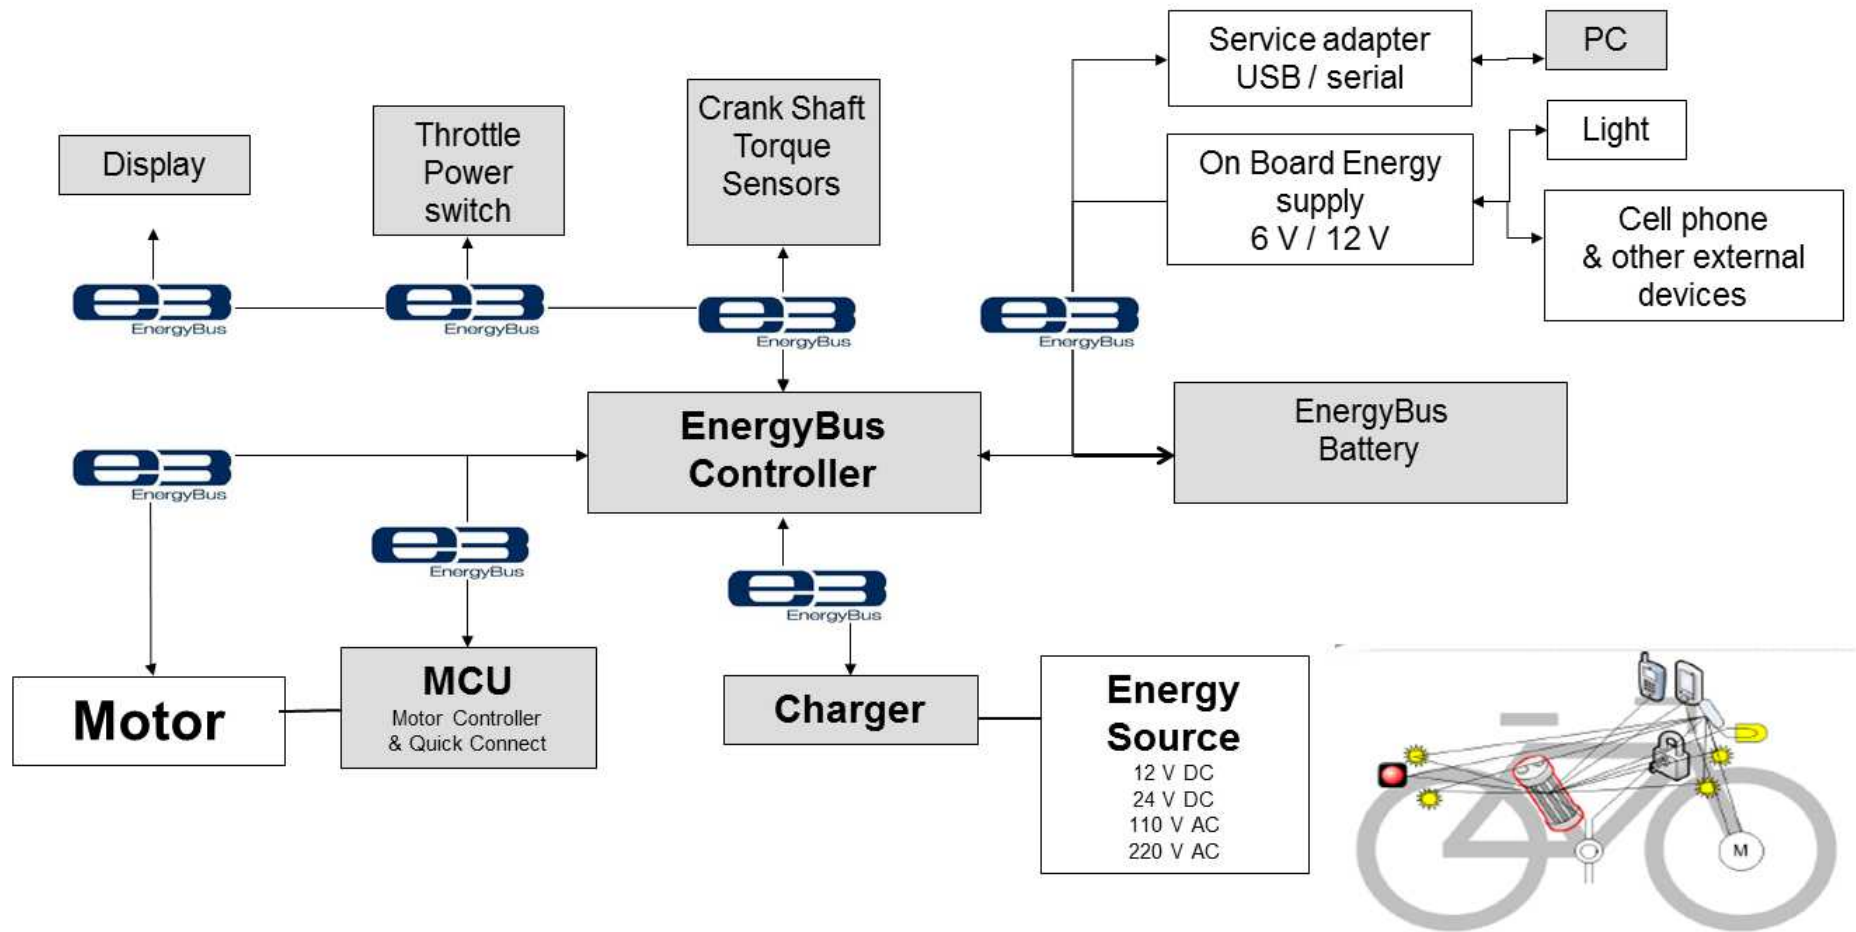 Service adapter
USB / serial
PC
Crank Shaft
Torque
Sensors
Throttle
Power
switch
Display
Light
On Board Energy
supply
6 V / 12 V
Cell phone
& other external
devices
EnergyBus
EnergyBus
EnergyBus
EnergyBus
EnergyBus
Controller
EnergyBus
Battery
EnergyBus
EnergyBus
EnergyBus
Motor
MCU
Motor Controller
& Quick Connect
Charger
Energy
Source
12 V DC
24 V DC
110 V AC
220 V AC
M